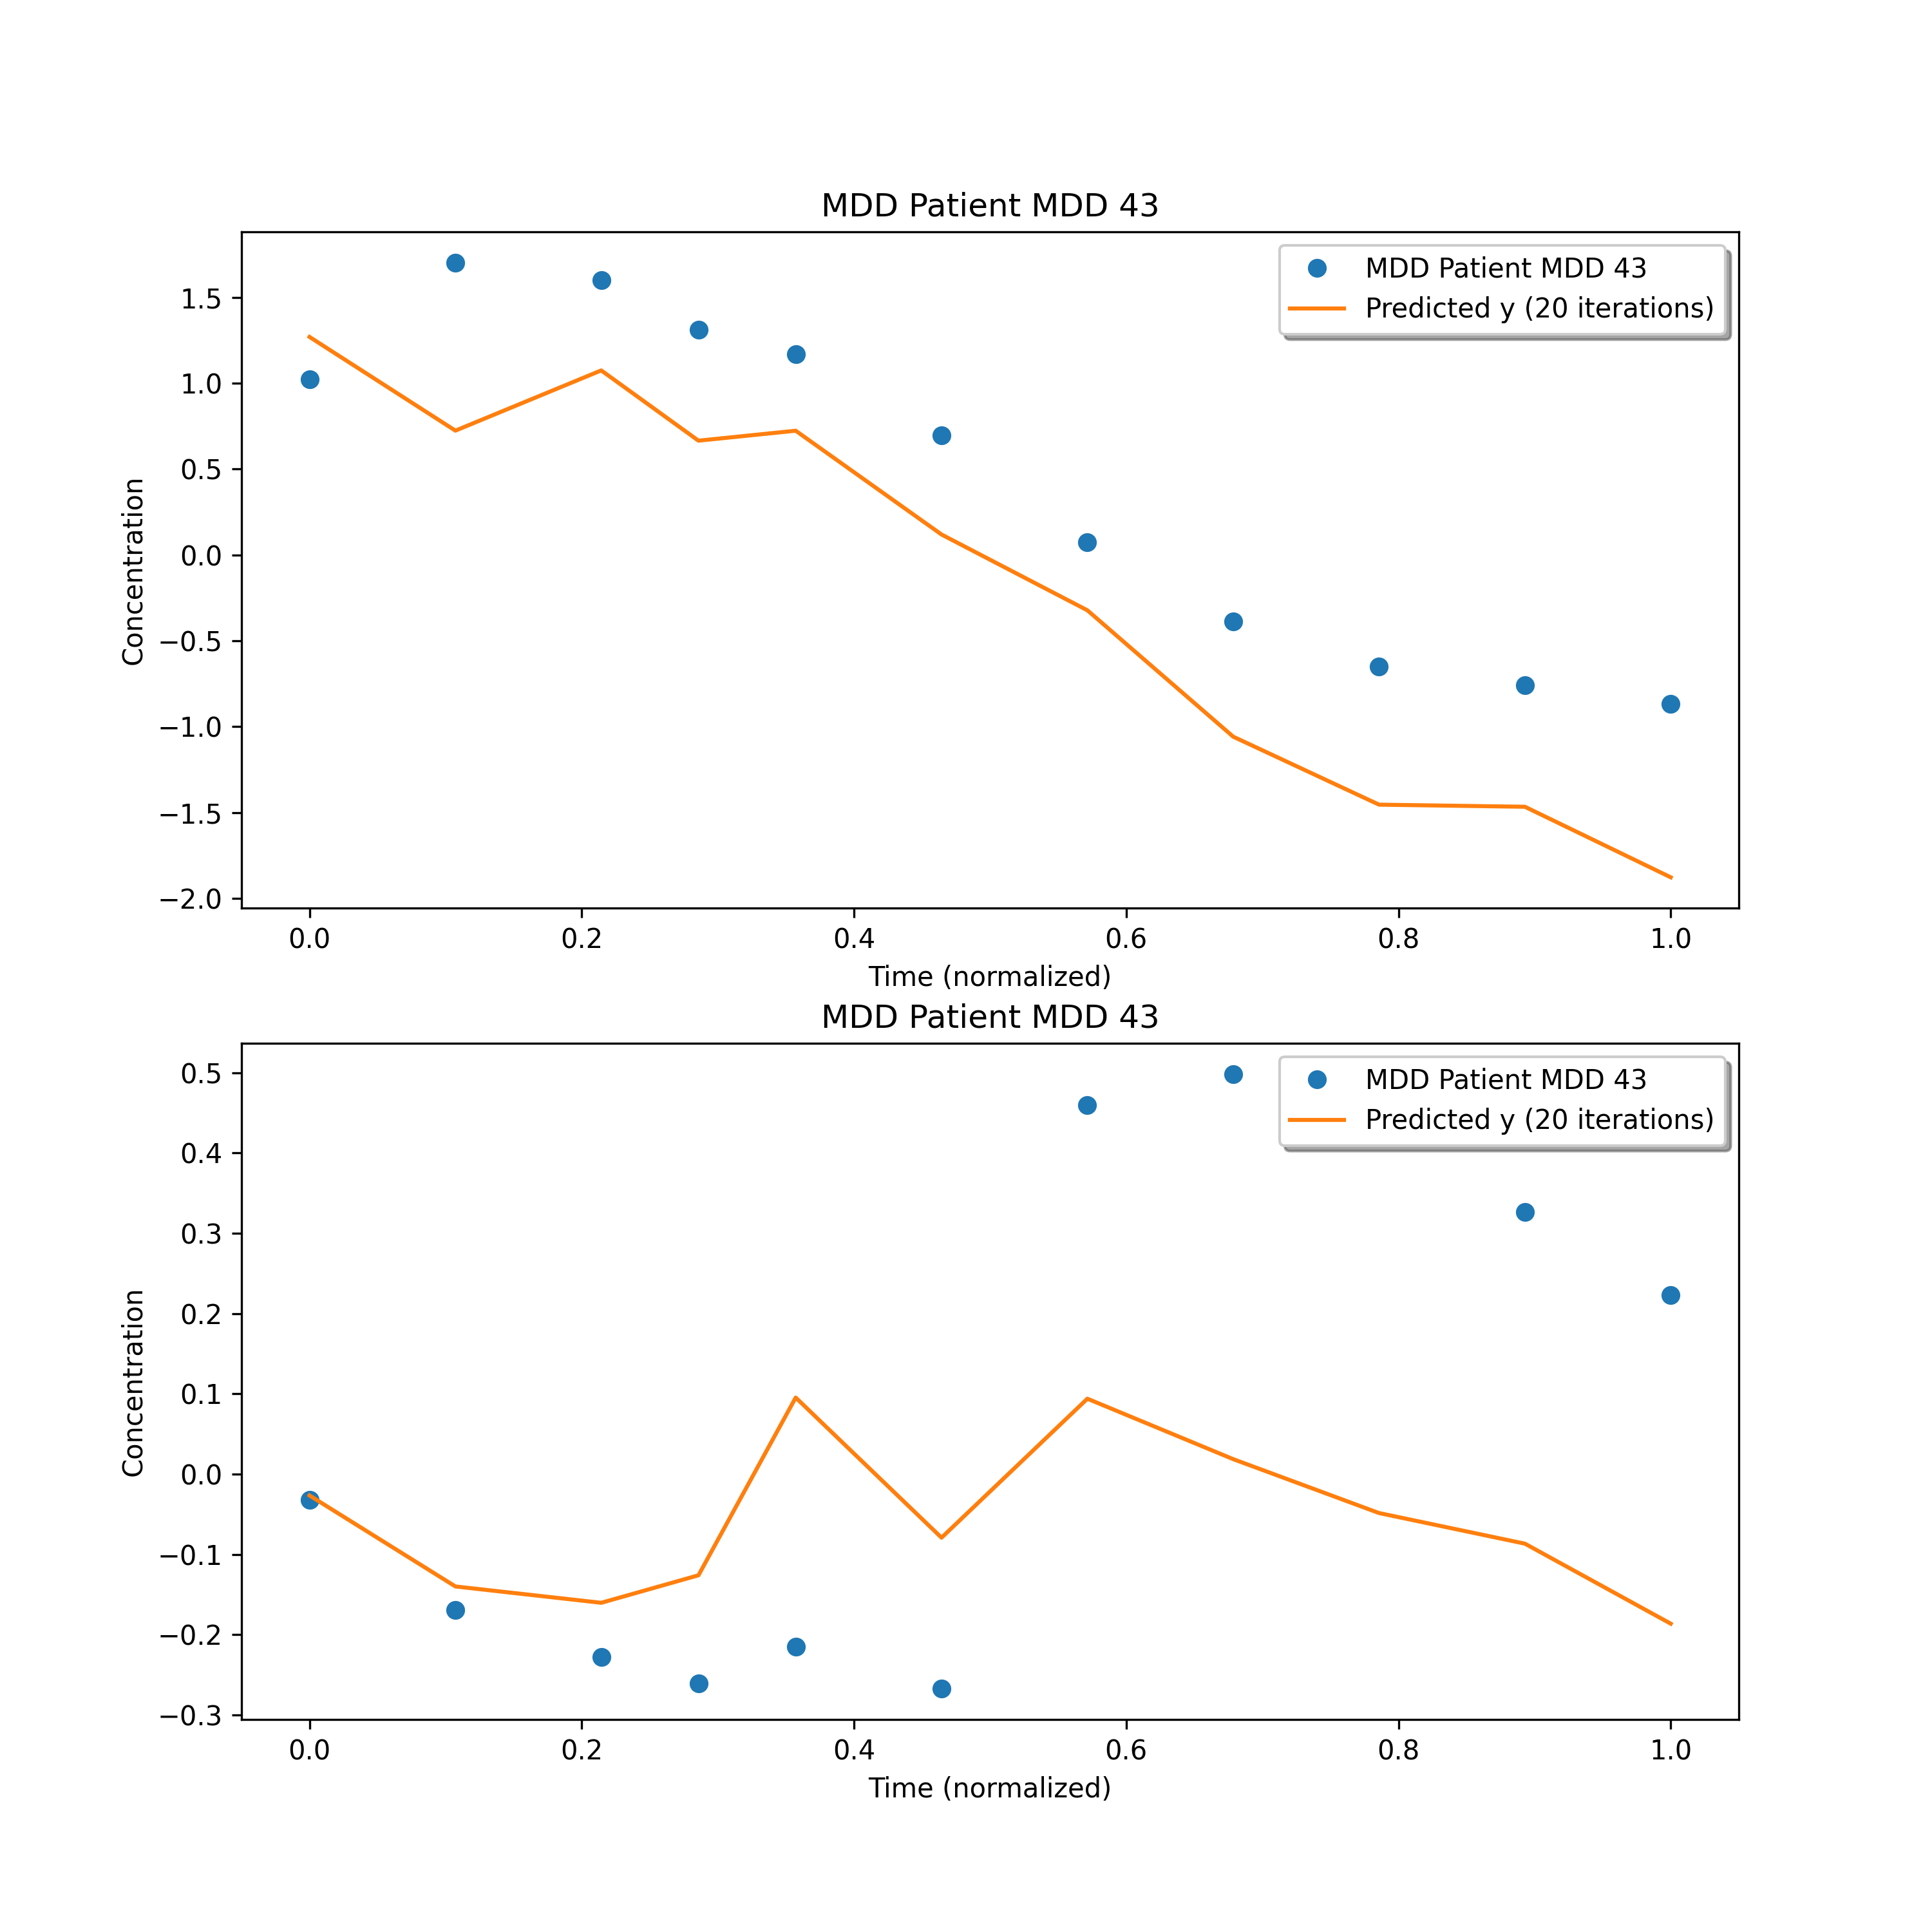 MDD Patient MDD 43
MDD Patient MDD 43
Predicted y (20 iterations)
Concentration
1.5
1.0
0.5
0.0
−0.5
−1.0
−1.5
−2.0
0.0 0.2 0.4 0.6 0.8 1.0
Time (normalized)
MDD Patient MDD 43
MDD Patient MDD 43
Predicted y (20 iterations)
Concentration
0.5
0.4
0.3
0.2
0.1
0.0
−0.1
−0.2
−0.3
0.0 0.2 0.4 0.6 0.8 1.0
Time (normalized)